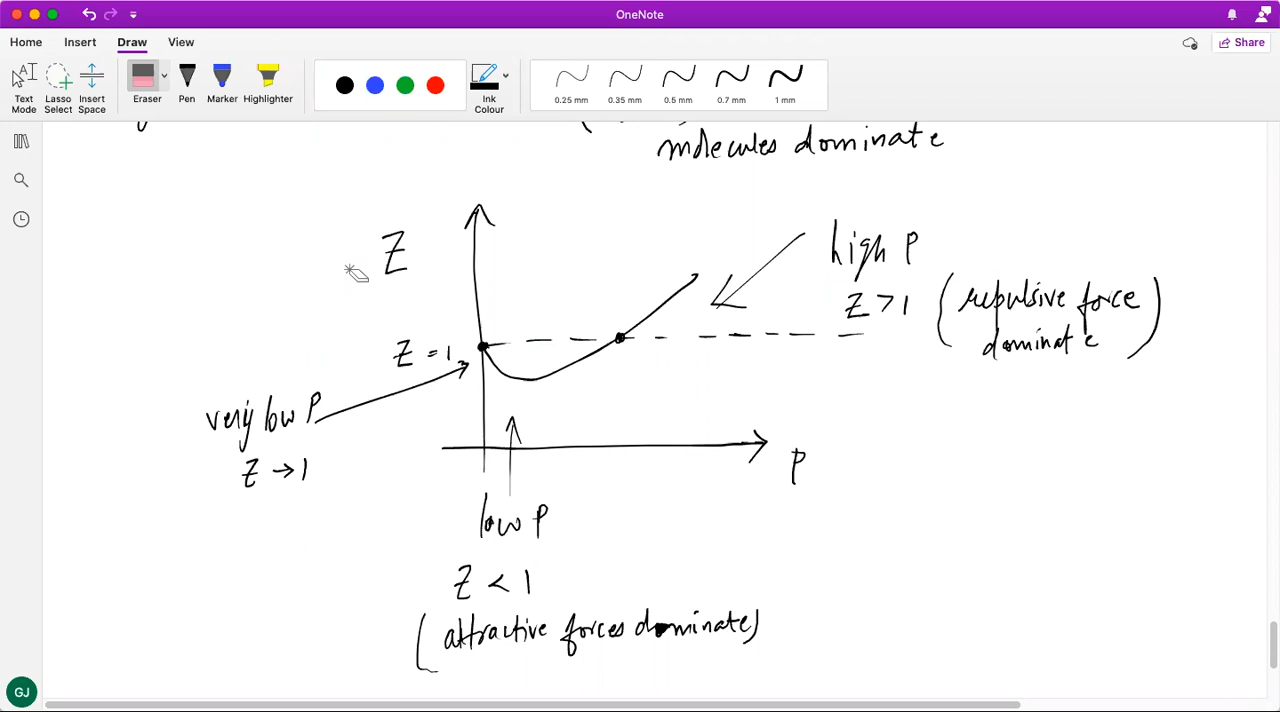 OneNote
Home Insert Draw View
Share
Text Mode
Lasso Select
Insert Space
Eraser
Pen
Marker
Highlighter
Ink Colour
0.25 mm
0.35 mm
0.5 mm
0.7 mm
1 mm
molecules dominate
Z
high P
Z > 1
(repulsive force
dominate)
Z = 1
very low P
Z → 1
P
low P
Z < 1
(attractive forces dominate)
GJ